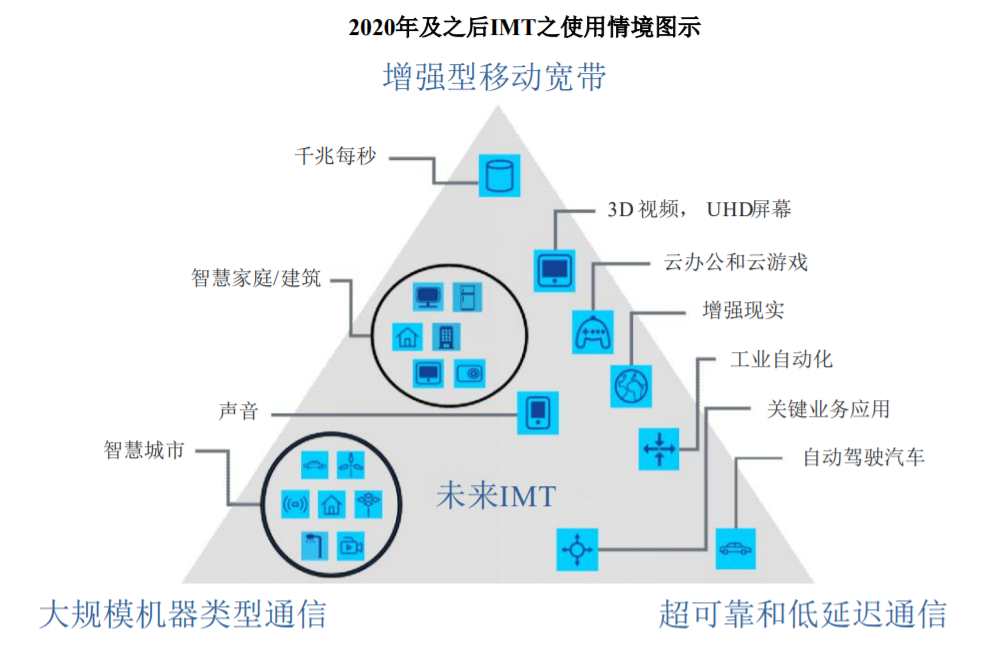 2020年及之后IMT之使用情境图示
增强型移动宽带
千兆每秒
3D 视频， UHD屏幕
云办公和云游戏
智慧家庭/建筑
增强现实
工业自动化
声音
关键业务应用
智慧城市
自动驾驶汽车
未来IMT
大规模机器类型通信
超可靠和低延迟通信